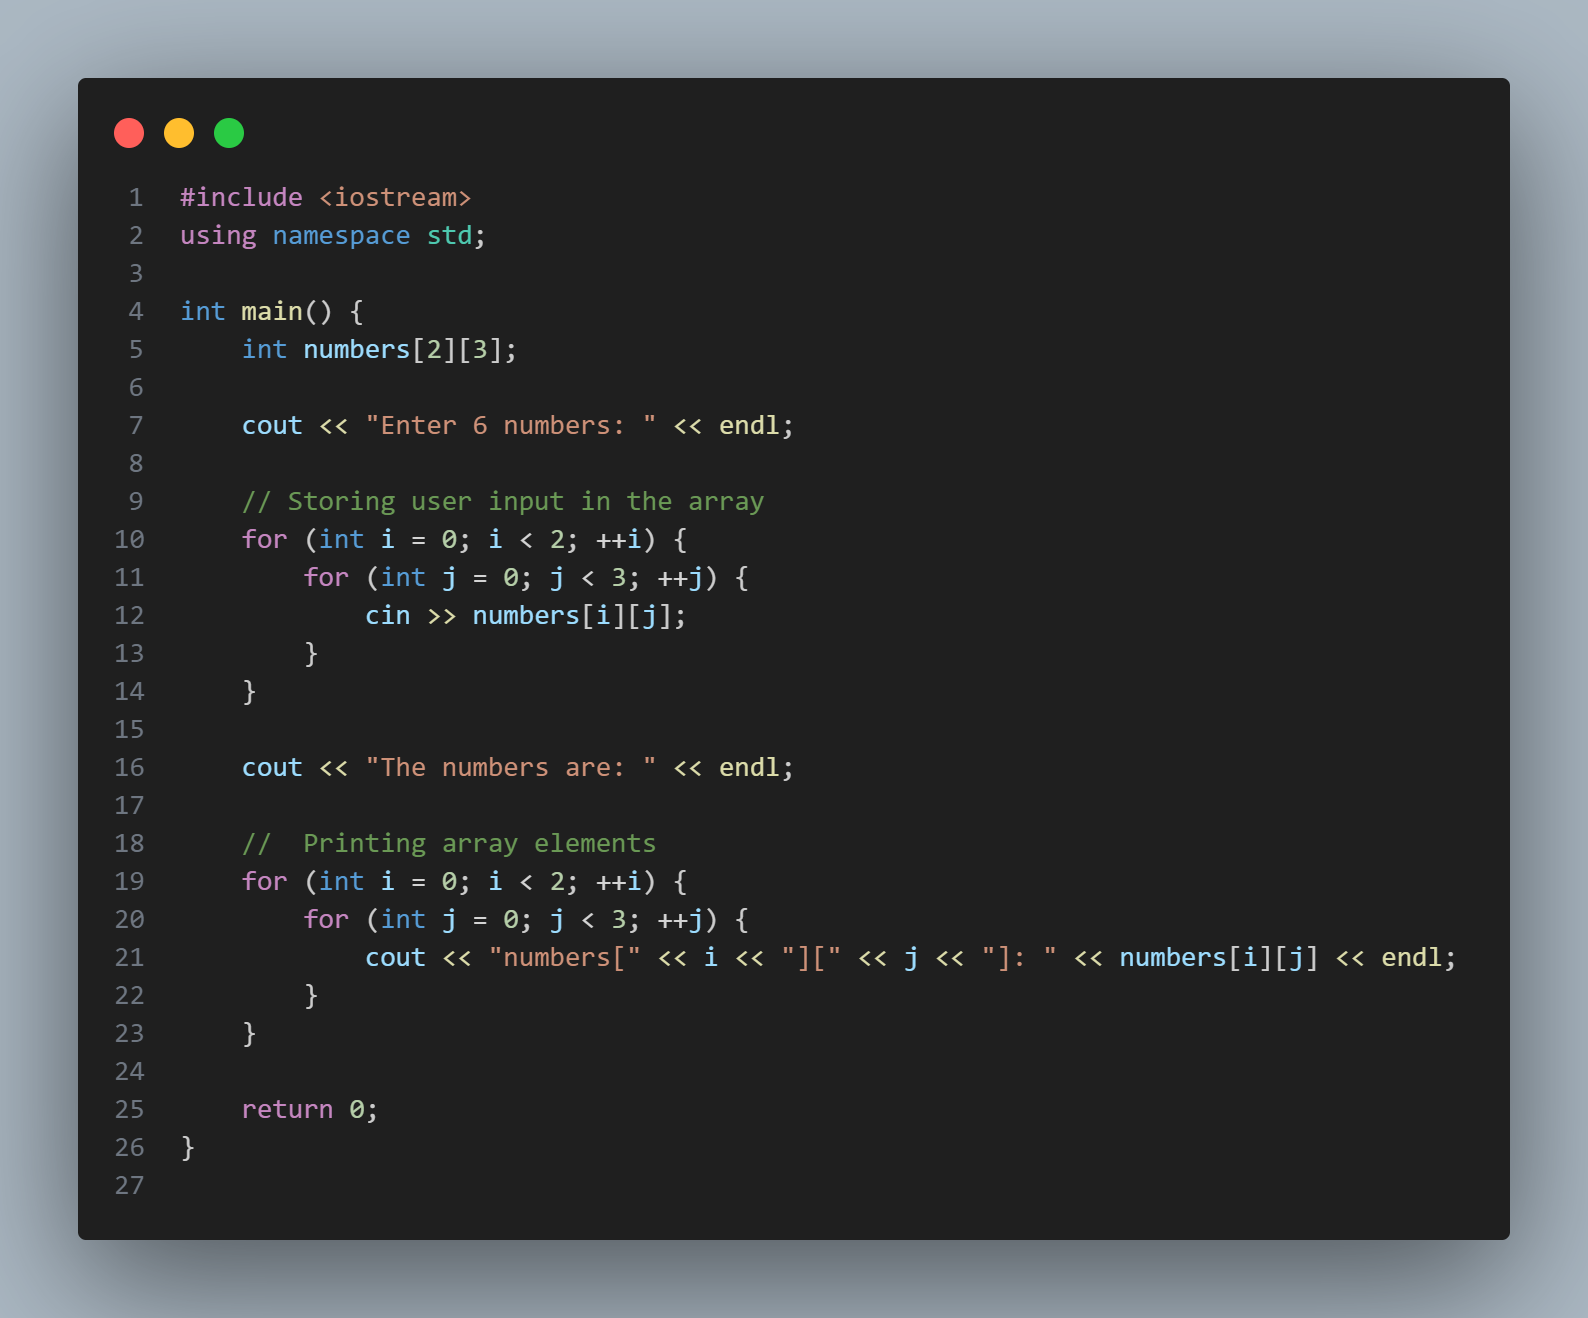 1 #include <iostream>
2 using namespace std;
3
4 int main() {
5     int numbers[2][3];
6
7     cout << "Enter 6 numbers: " << endl;
8
9     // Storing user input in the array
10     for (int i = 0; i < 2; ++i) {
11         for (int j = 0; j < 3; ++j) {
12             cin >> numbers[i][j];
13         }
14     }
15
16     cout << "The numbers are: " << endl;
17
18     //  Printing array elements
19     for (int i = 0; i < 2; ++i) {
20         for (int j = 0; j < 3; ++j) {
21             cout << "numbers[" << i << "][" << j << "]: " << numbers[i][j] << endl;
22         }
23     }
24
25     return 0;
26 }
27